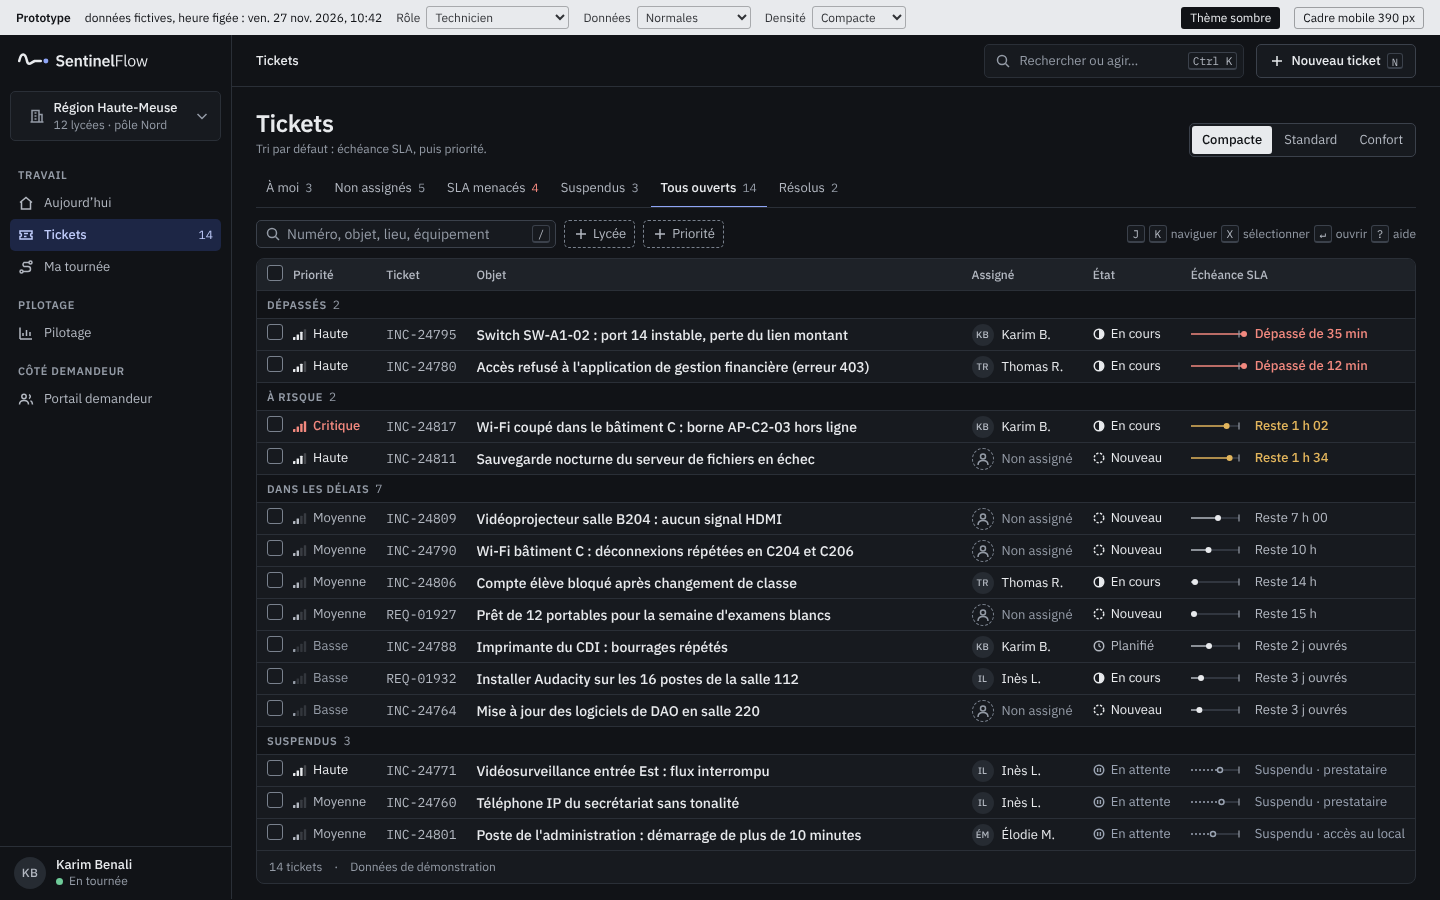 Prototype données fictives, heure figée : ven. 27 nov. 2026, 10:42 Rôle Technicien Données Normales Densité Compacte Thème sombre Cadre mobile 390 px
SentinelFlow
Tickets
Rechercher ou agir… Ctrl K
Nouveau ticket N
Région Haute-Meuse
12 lycées · pôle Nord
TRAVAIL
Aujourd’hui
Tickets 14
Ma tournée
PILOTAGE
Pilotage
CÔTÉ DEMANDEUR
Portail demandeur
Karim Benali
KB
En tournée
Tickets
Tri par défaut : échéance SLA, puis priorité.
Compacte Standard Confort
À moi 3 Non assignés 5 SLA menacés 4 Suspendus 3 Tous ouverts 14 Résolus 2
Numéro, objet, lieu, équipement / + Lycée + Priorité J K naviguer X sélectionner ↵ ouvrir ? aide
Priorité Ticket Objet Assigné État Échéance SLA
DÉPASSÉS 2
Haute INC-24795 Switch SW-A1-02 : port 14 instable, perte du lien montant KB Karim B. En cours Dépassé de 35 min
Haute INC-24780 Accès refusé à l'application de gestion financière (erreur 403) TR Thomas R. En cours Dépassé de 12 min
À RISQUE 2
Critique INC-24817 Wi-Fi coupé dans le bâtiment C : borne AP-C2-03 hors ligne KB Karim B. En cours Reste 1 h 02
Haute INC-24811 Sauvegarde nocturne du serveur de fichiers en échec Non assigné Nouveau Reste 1 h 34
DANS LES DÉLAIS 7
Moyenne INC-24809 Vidéoprojecteur salle B204 : aucun signal HDMI Non assigné Nouveau Reste 7 h 00
Moyenne INC-24790 Wi-Fi bâtiment C : déconnexions répétées en C204 et C206 Non assigné Nouveau Reste 10 h
Moyenne INC-24806 Compte élève bloqué après changement de classe TR Thomas R. En cours Reste 14 h
Moyenne REQ-01927 Prêt de 12 portables pour la semaine d'examens blancs Non assigné Nouveau Reste 15 h
Basse INC-24788 Imprimante du CDI : bourrages répétés KB Karim B. Planifié Reste 2 j ouvrés
Basse REQ-01932 Installer Audacity sur les 16 postes de la salle 112 IL Inès L. En cours Reste 3 j ouvrés
Basse INC-24764 Mise à jour des logiciels de DAO en salle 220 Non assigné Nouveau Reste 3 j ouvrés
SUSPENDUS 3
Haute INC-24771 Vidéosurveillance entrée Est : flux interrompu IL Inès L. En attente Suspendu · prestataire
Moyenne INC-24760 Téléphone IP du secrétariat sans tonalité IL Inès L. En attente Suspendu · prestataire
Moyenne INC-24801 Poste de l'administration : démarrage de plus de 10 minutes ÉM Élodie M. En attente Suspendu · accès au local
14 tickets · Données de démonstration